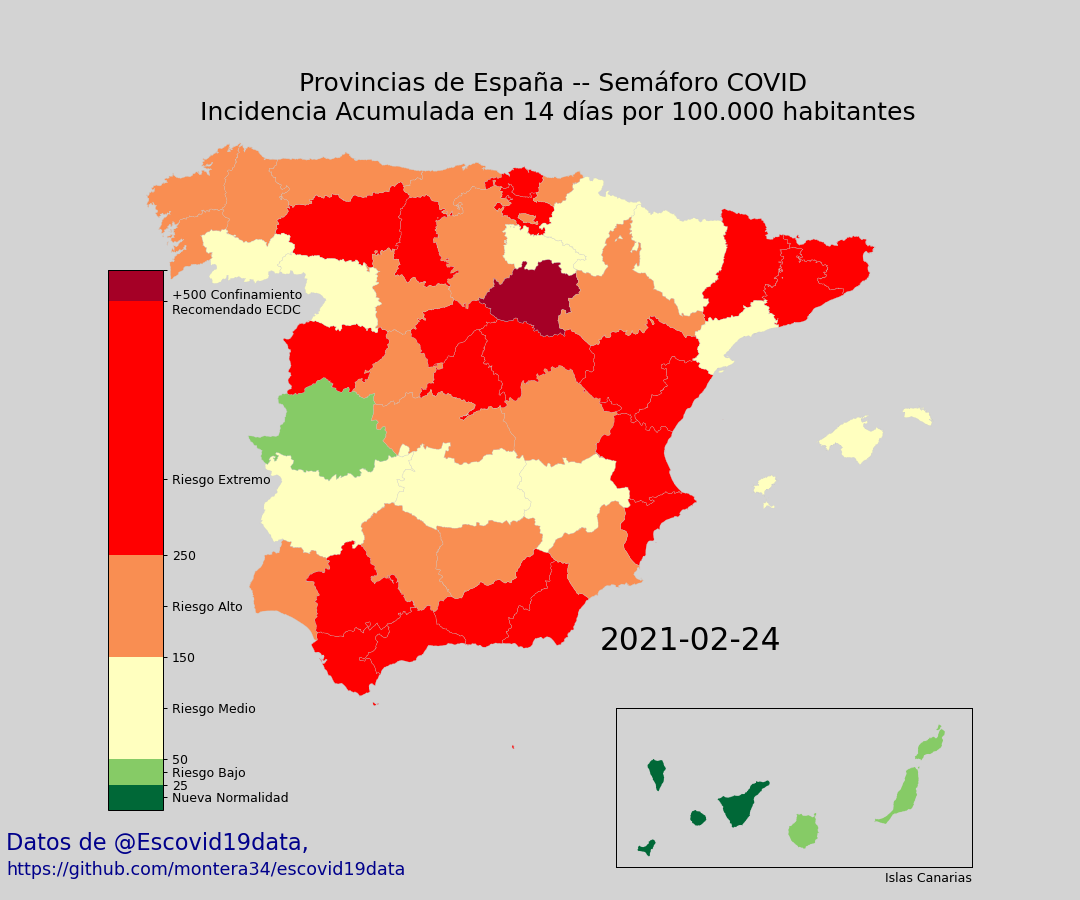 Provincias de España -- Semáforo COVID
Incidencia Acumulada en 14 días por 100.000 habitantes
+500 Confinamiento
Recomendado ECDC
Riesgo Extremo
250
Riesgo Alto
150
Riesgo Medio
50
Riesgo Bajo
25
Nueva Normalidad
2021-02-24
Islas Canarias
Datos de @Escovid19data,
https://github.com/montera34/escovid19data